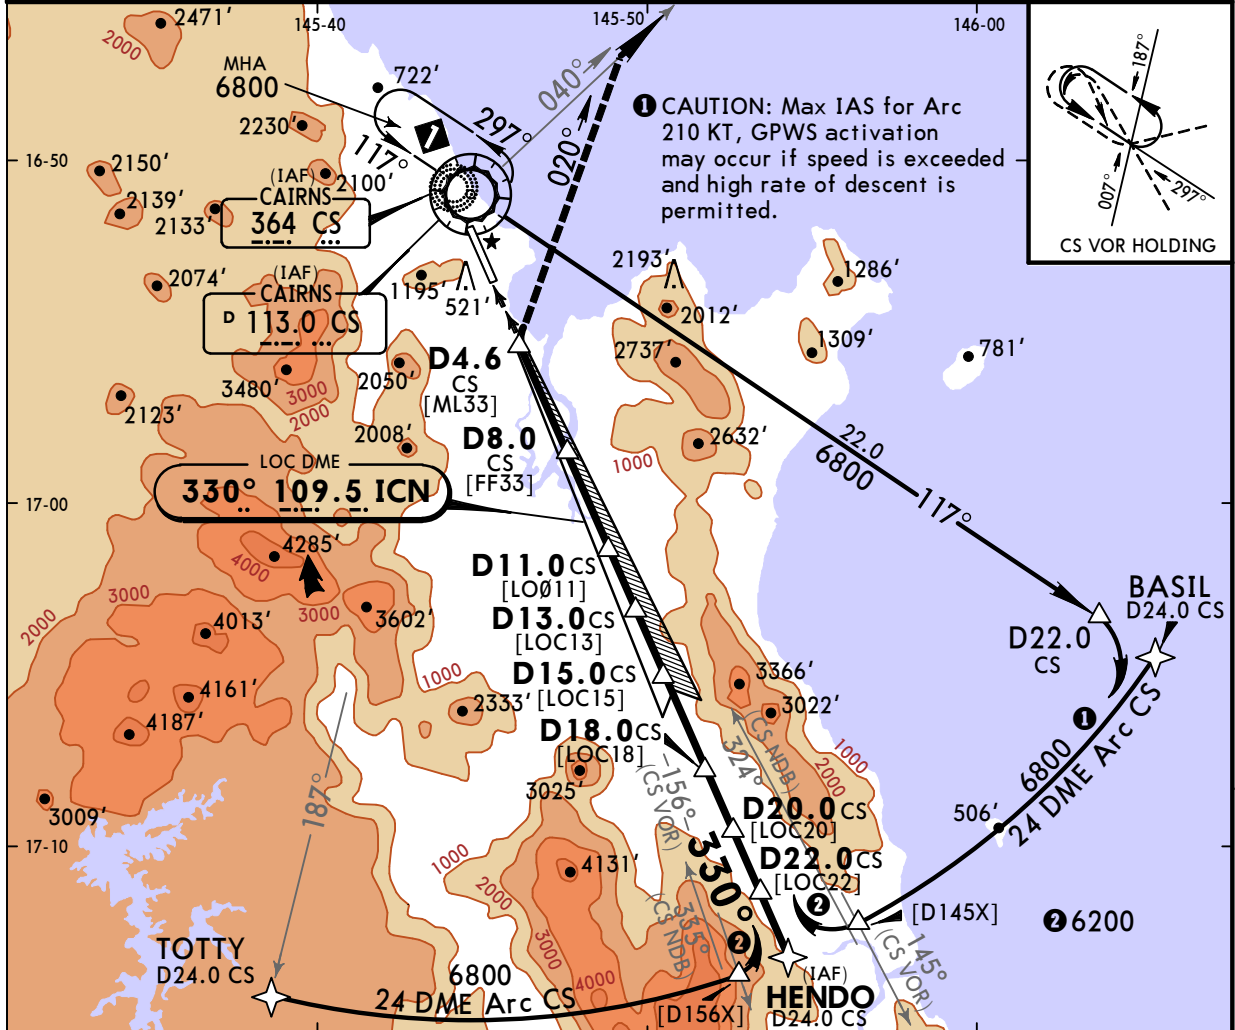 2471′
145-40
145-50
146-00
2000
MHA
6800
722′
040°
297°
117°
020°
❶ CAUTION: Max IAS for Arc
210 KT, GPWS activation
may occur if speed is exceeded
and high rate of descent is
permitted.
187°
007°
297°
CS VOR HOLDING
2230′
16-50
2150′
2139′
2133′
2100′
(IAF)
CAIRNS
364 CS
2074′
(IAF)
CAIRNS
D 113.0 CS
1195′
521′
2193′
2012′
1286′
1309′
781′
2737′
2632′
1000
3480′
3000
2000
2050′
2123′
2008′
D4.6
CS
[ML33]
D8.0
CS
[FF33]
LOC DME
330° 109.5 ICN
22.0
6800
117°
17-00
4285′
4000
3000
3000
2000
3602′
4013′
4161′
4187′
D11.0 CS
[LOØ11]
D13.0 CS
[LOC13]
D15.0 CS
[LOC15]
D18.0 CS
[LOC18]
1000
2333′
3025′
3366′
3022′
1000
2000
BASIL
D24.0 CS
D22.0
CS
❶
6800
24 DME Arc CS
506′
187°
3009′
17-10
156°
(CS VOR)
324°
(CS NDB)
D20.0 CS
[LOC20]
D22.0 CS
[LOC22]
330°
335°
(CS NDB)
❷
❷
[D145X]
❷ 6200
145°
(CS VOR)
1000
2000
3000
4000
4131′
TOTTY
D24.0 CS
6800
24 DME Arc CS
[D156X]
(IAF)
HENDO
D24.0 CS